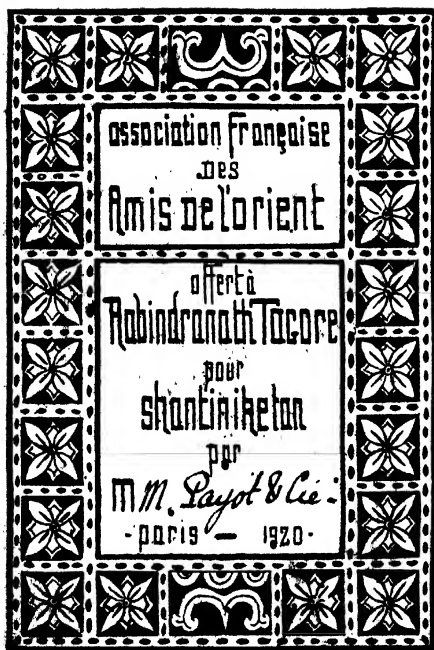 association Française
DES
Amis DE l'orient
offert à
Rabindranath TAGORE
pour
shantiniketan
par
MM. Payot & Cie -
- paris — 1920 -